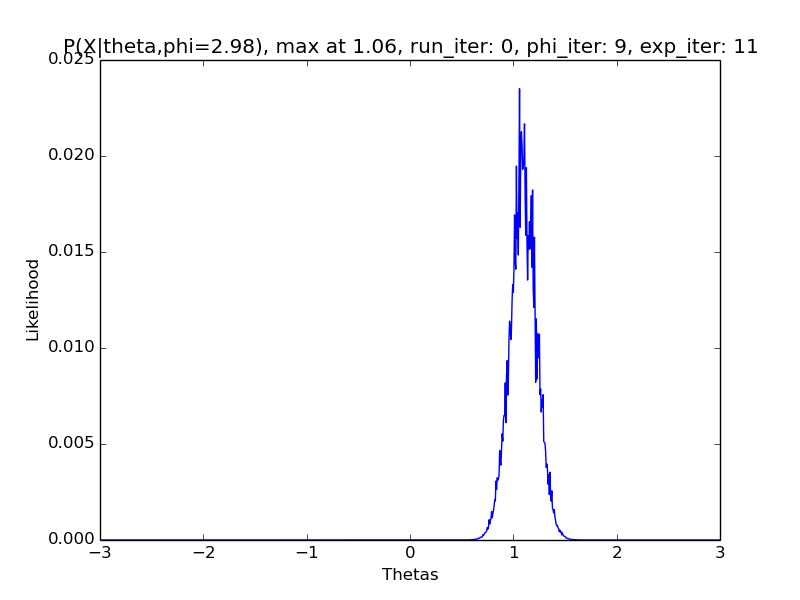 P(X|theta,phi=2.98), max at 1.06, run_iter: 0, phi_iter: 9, exp_iter: 11
0.025
0.020
0.015
0.010
0.005
0.000
Likelihood
−3 −2 −1 0 1 2 3
Thetas